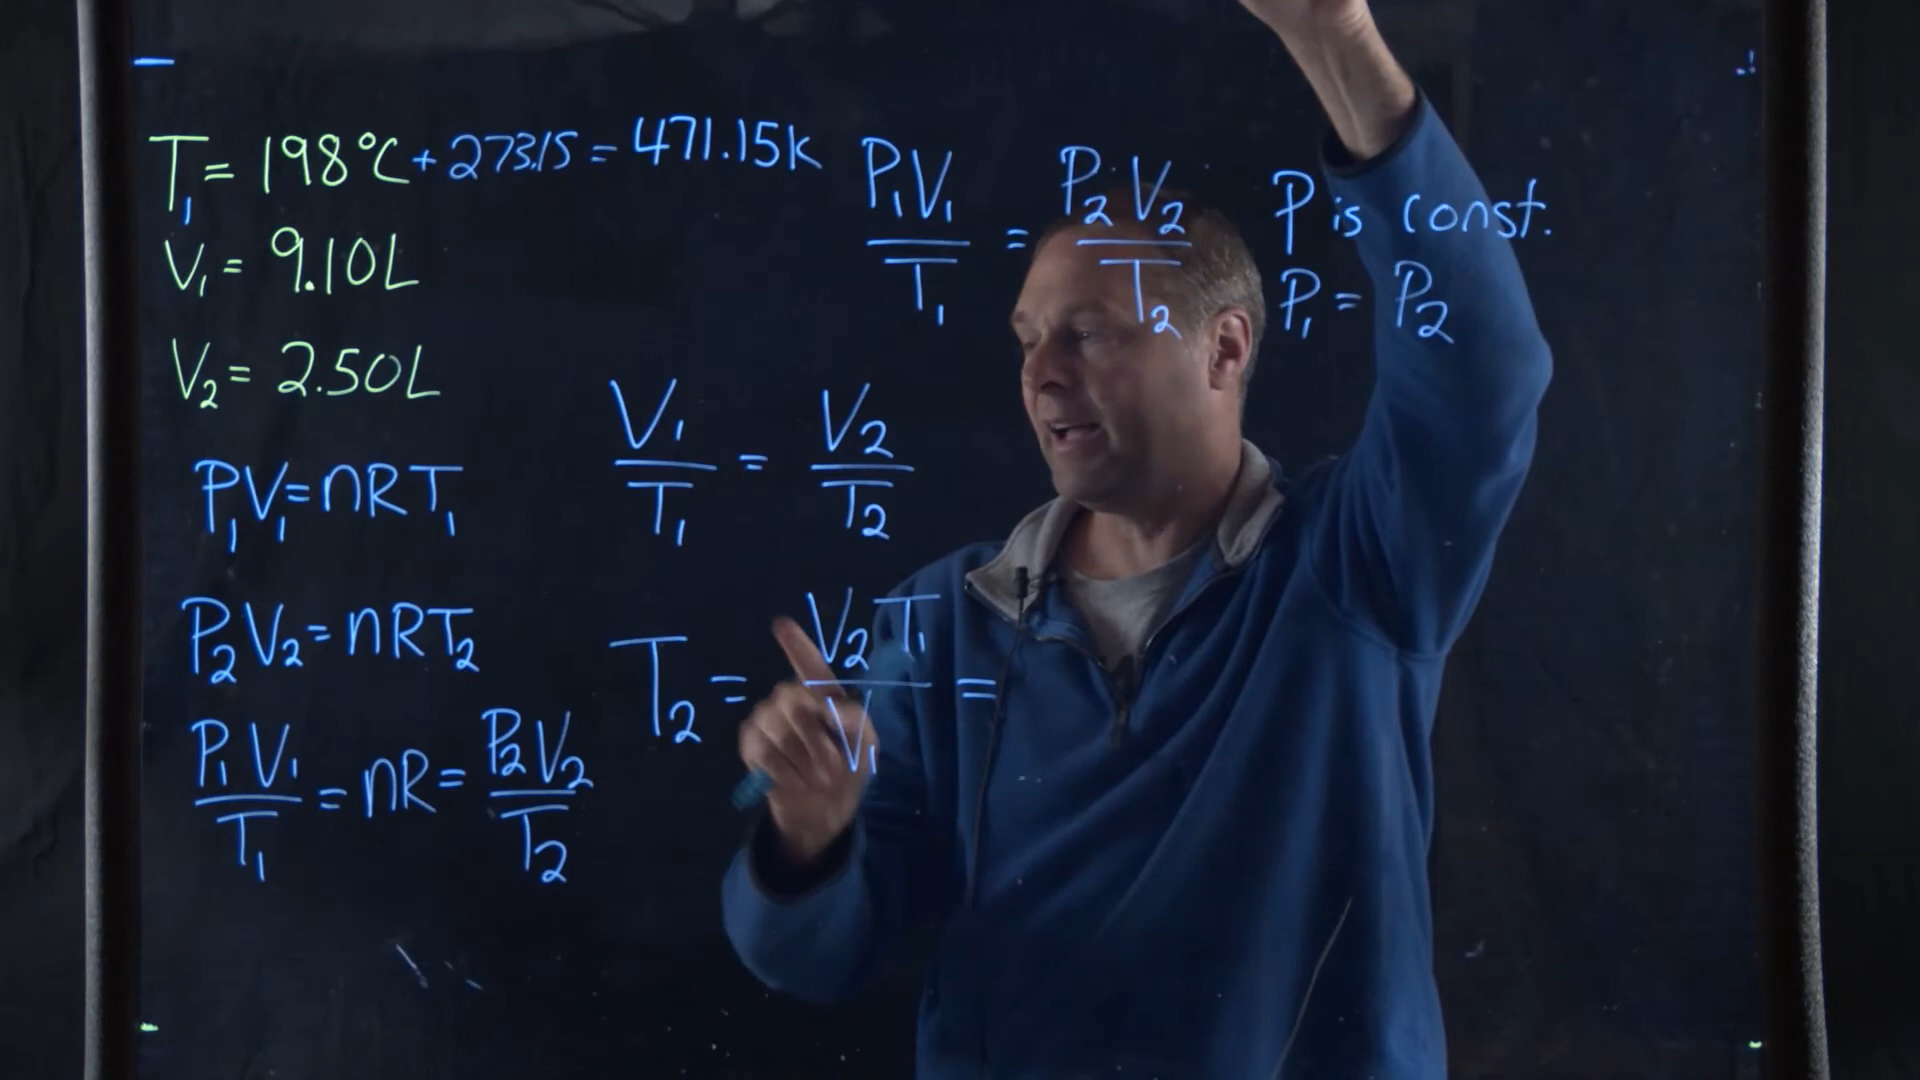 T₁ = 198°C + 273.15 = 471.15K
V₁ = 9.10L
V₂ = 2.50L
P₁V₁ = nRT₁
P₂V₂ = nRT₂
P₁V₁/T₁ = nR = P₂V₂/T₂
P₁V₁/T₁ = P₂V₂/T₂
P is const.
P₁ = P₂
V₁/T₁ = V₂/T₂
T₂ = V₂T₁/V₁ =